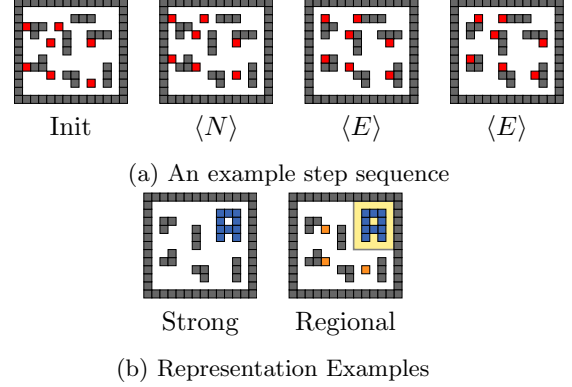 Init ⟨N⟩ ⟨E⟩ ⟨E⟩
(a) An example step sequence
Strong Regional
(b) Representation Examples